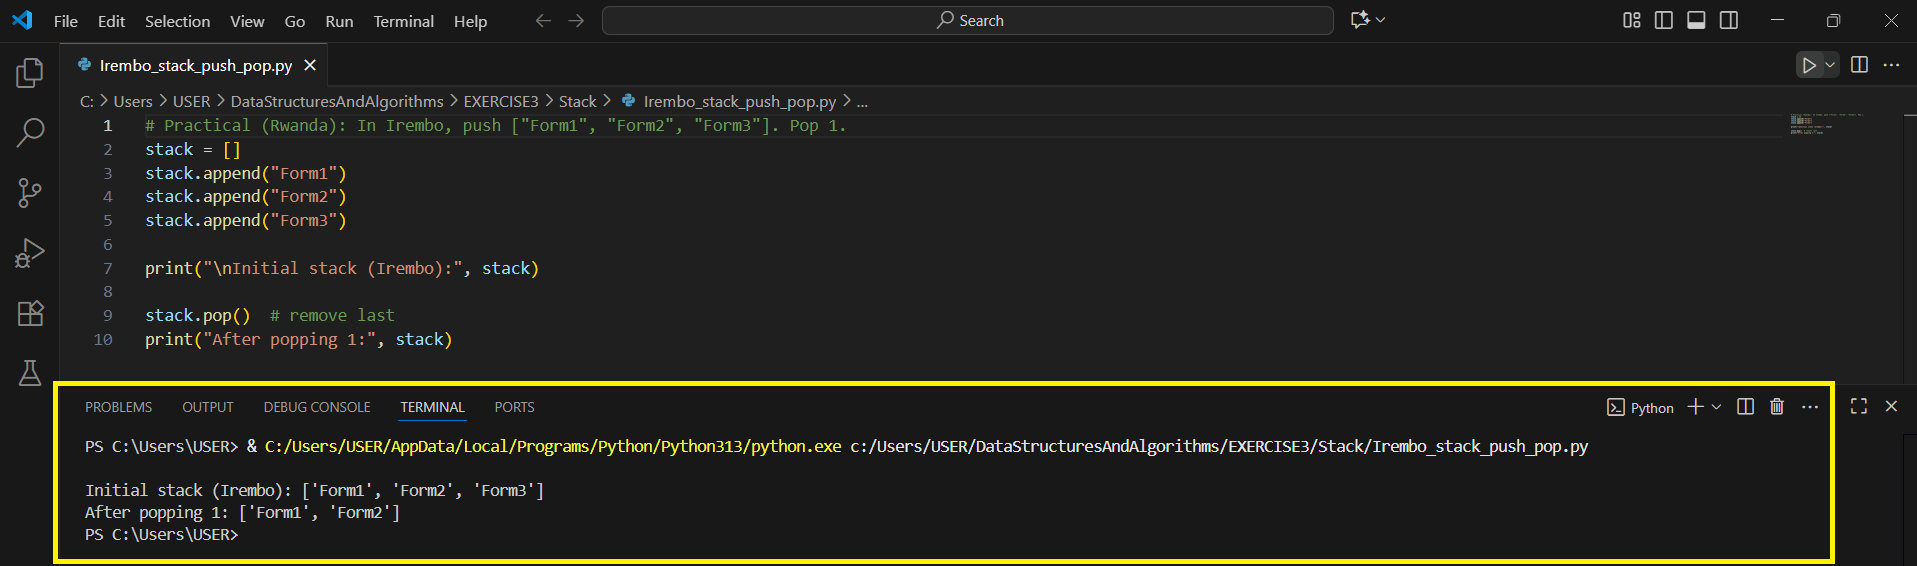 File Edit Selection View Go Run Terminal Help Search
Irembo_stack_push_pop.py
C: > Users > USER > DataStructuresAndAlgorithms > EXERCISE3 > Stack > Irembo_stack_push_pop.py > ...
1 # Practical (Rwanda): In Irembo, push ["Form1", "Form2", "Form3"]. Pop 1.
2 stack = []
3 stack.append("Form1")
4 stack.append("Form2")
5 stack.append("Form3")
6
7 print("\nInitial stack (Irembo):", stack)
8
9 stack.pop()  # remove last
10 print("After popping 1:", stack)
PROBLEMS OUTPUT DEBUG CONSOLE TERMINAL PORTS Python
PS C:\Users\USER> & C:/Users/USER/AppData/Local/Programs/Python/Python313/python.exe c:/Users/USER/DataStructuresAndAlgorithms/EXERCISE3/Stack/Irembo_stack_push_pop.py
Initial stack (Irembo): ['Form1', 'Form2', 'Form3']
After popping 1: ['Form1', 'Form2']
PS C:\Users\USER>